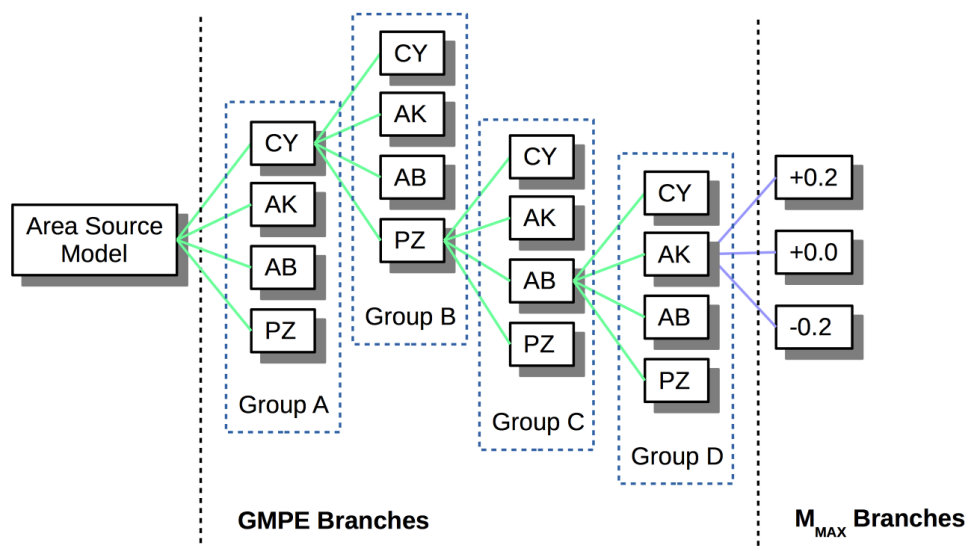 Area Source
Model
CY
AK
AB
PZ
Group A
CY
AK
AB
PZ
Group B
CY
AK
AB
PZ
Group C
CY
AK
AB
PZ
Group D
+0.2
+0.0
-0.2
GMPE Branches
MMAX Branches